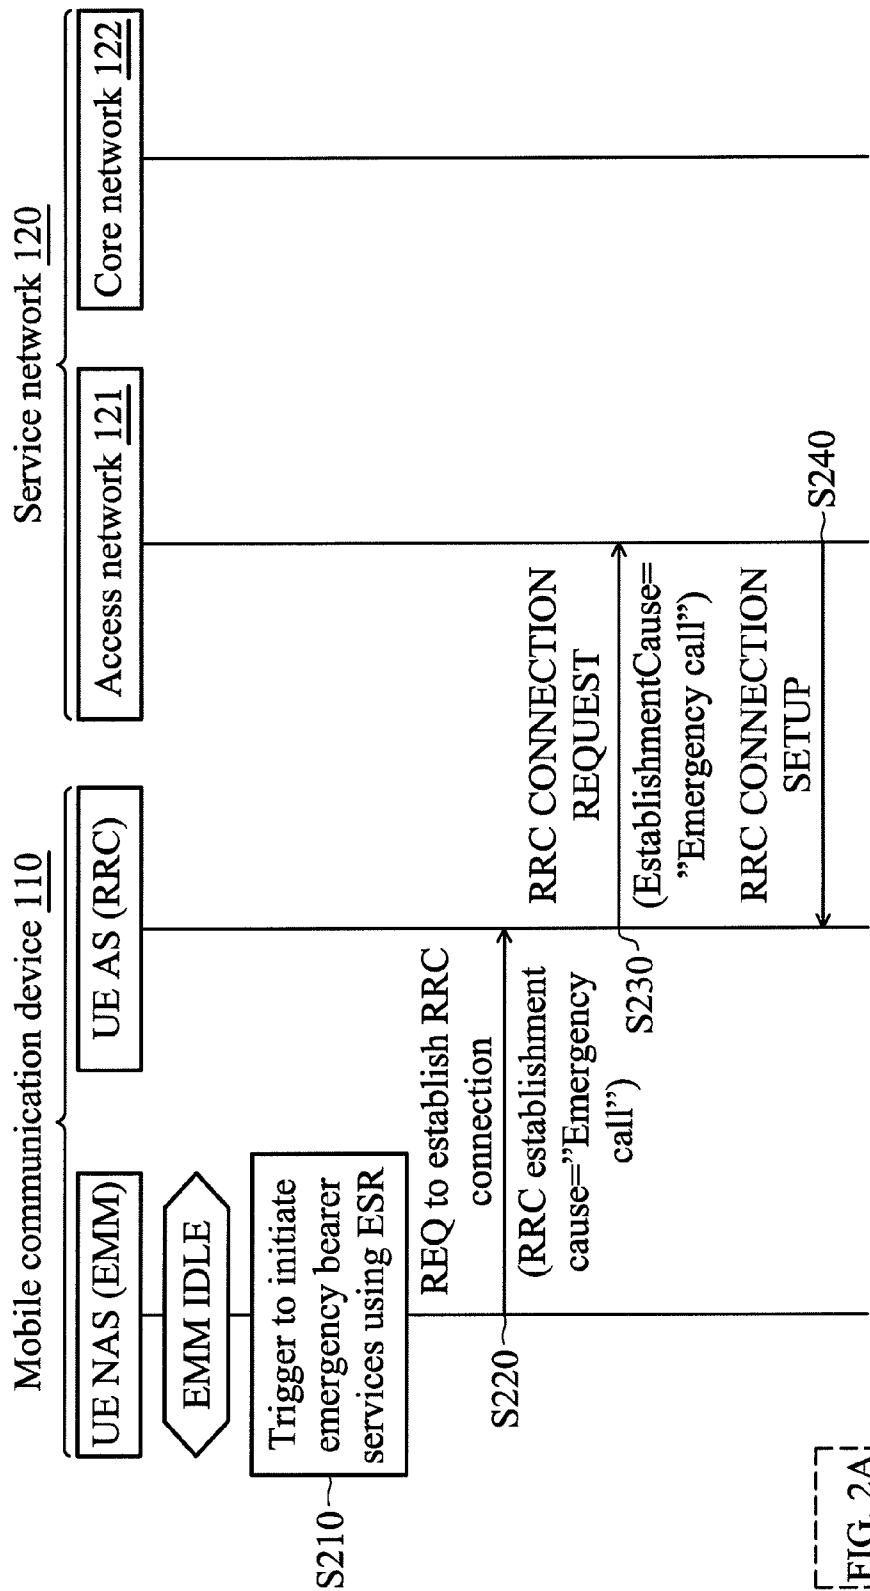 Mobile communication device 110
Service network 120
UE NAS (EMM)
UE AS (RRC)
Access network 121
Core network 122
EMM IDLE
S210
Trigger to initiate
emergency bearer
services using ESR
REQ to establish RRC
connection
S220
(RRC establishment
cause=”Emergency
call”)
RRC CONNECTION
REQUEST
S230
(EstablishmentCause=
”Emergency call”)
RRC CONNECTION
SETUP
S240
FIG. 2A